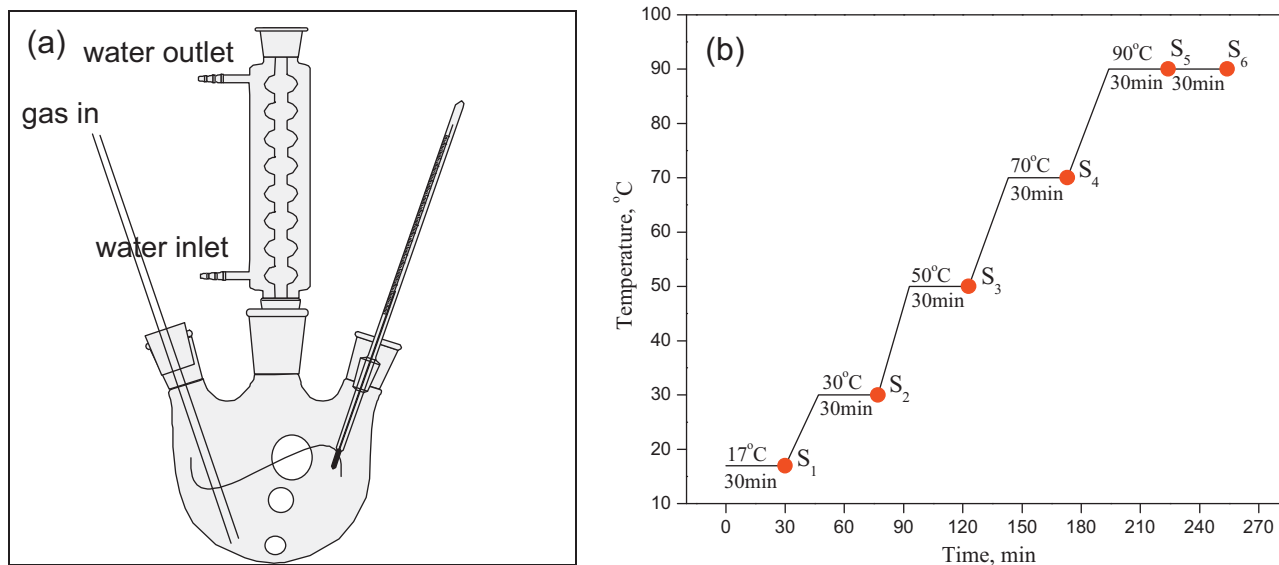 (a)
water outlet
gas in
water inlet
(b)
Temperature, °C
100
90
80
70
60
50
40
30
20
10
17°C
30min
S₁
30°C
30min
S₂
50°C
30min
S₃
70°C
30min
S₄
90°C
30min
S₅
30min
S₆
0 30 60 90 120 150 180 210 240 270
Time, min